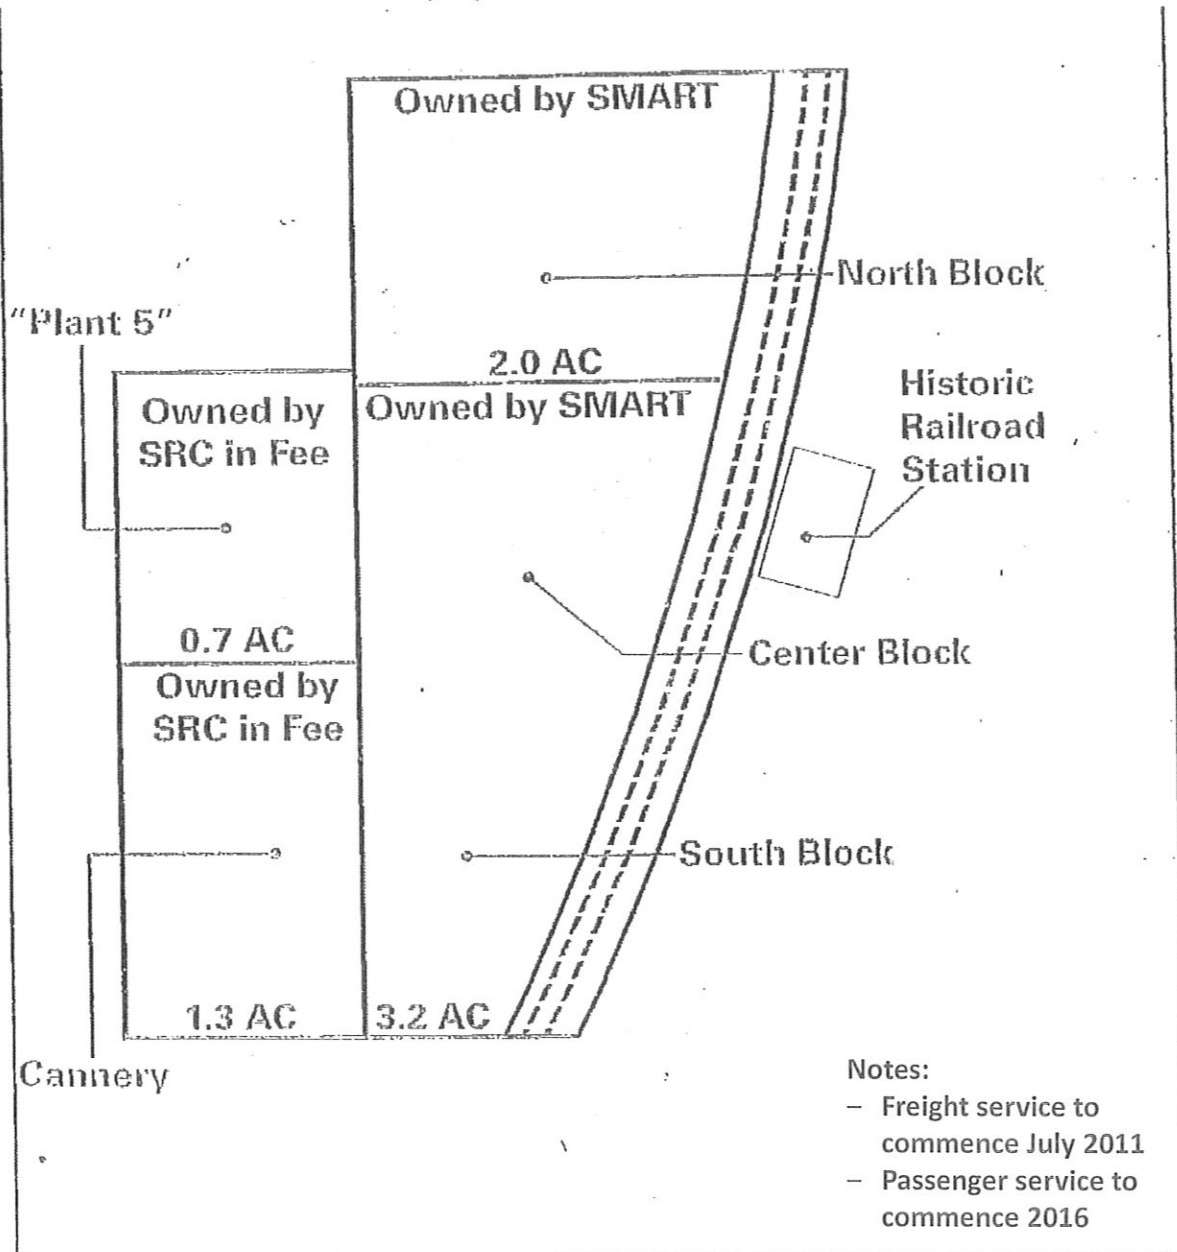 Owned by SMART
North Block
"Plant 5"
2.0 AC
Owned by SMART
Owned by
SRC in Fee
Historic
Railroad
Station
0.7 AC
Center Block
Owned by
SRC in Fee
South Block
1.3 AC
3.2 AC
Cannery
Notes:
– Freight service to
commence July 2011
– Passenger service to
commence 2016